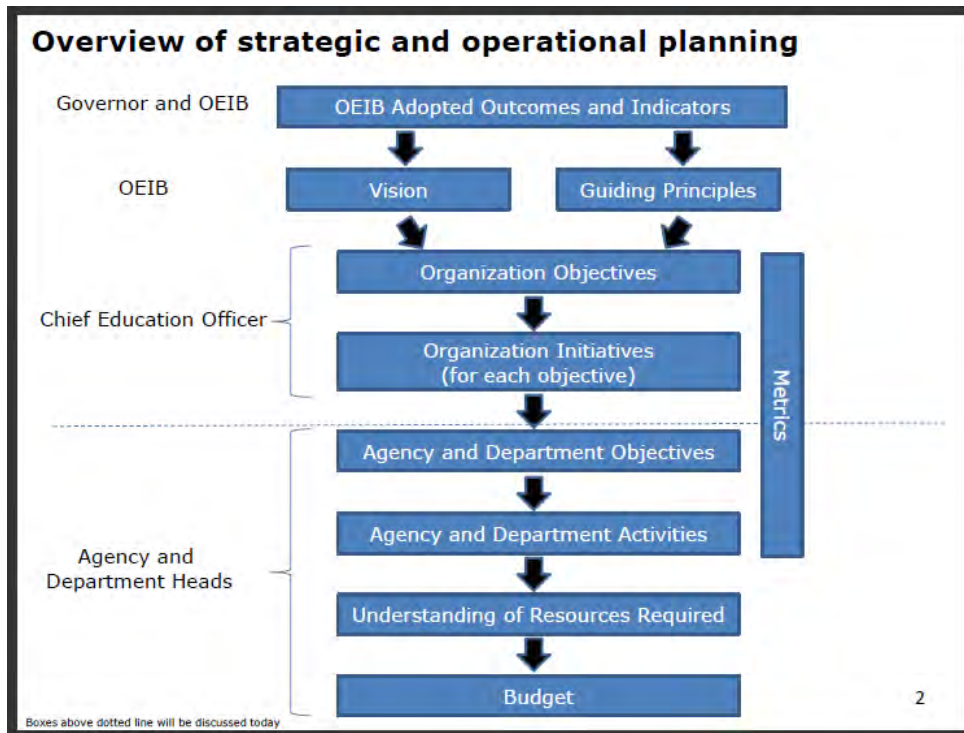 Overview of strategic and operational planning
Governor and OEIB
OEIB Adopted Outcomes and Indicators
OEIB
Vision
Guiding Principles
Chief Education Officer
Organization Objectives
Organization Initiatives
(for each objective)
Metrics
Agency and
Department Heads
Agency and Department Objectives
Agency and Department Activities
Understanding of Resources Required
Budget
2
Boxes above dotted line will be discussed today